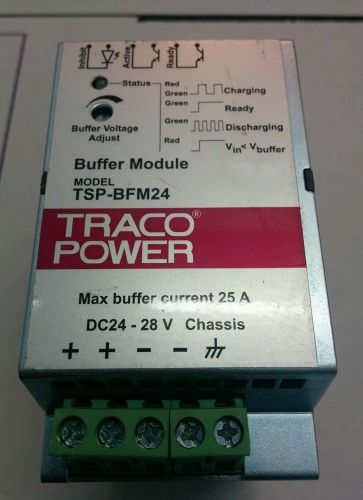 Inhibit Active Ready
Status
Red
Green
Charging
Green
Ready
Green
Discharging
Red
Vin< Vbuffer
Buffer Voltage
Adjust
Buffer Module
MODEL
TSP-BFM24
TRACO®
POWER
Max buffer current 25 A
DC24 - 28 V Chassis
+ + − −